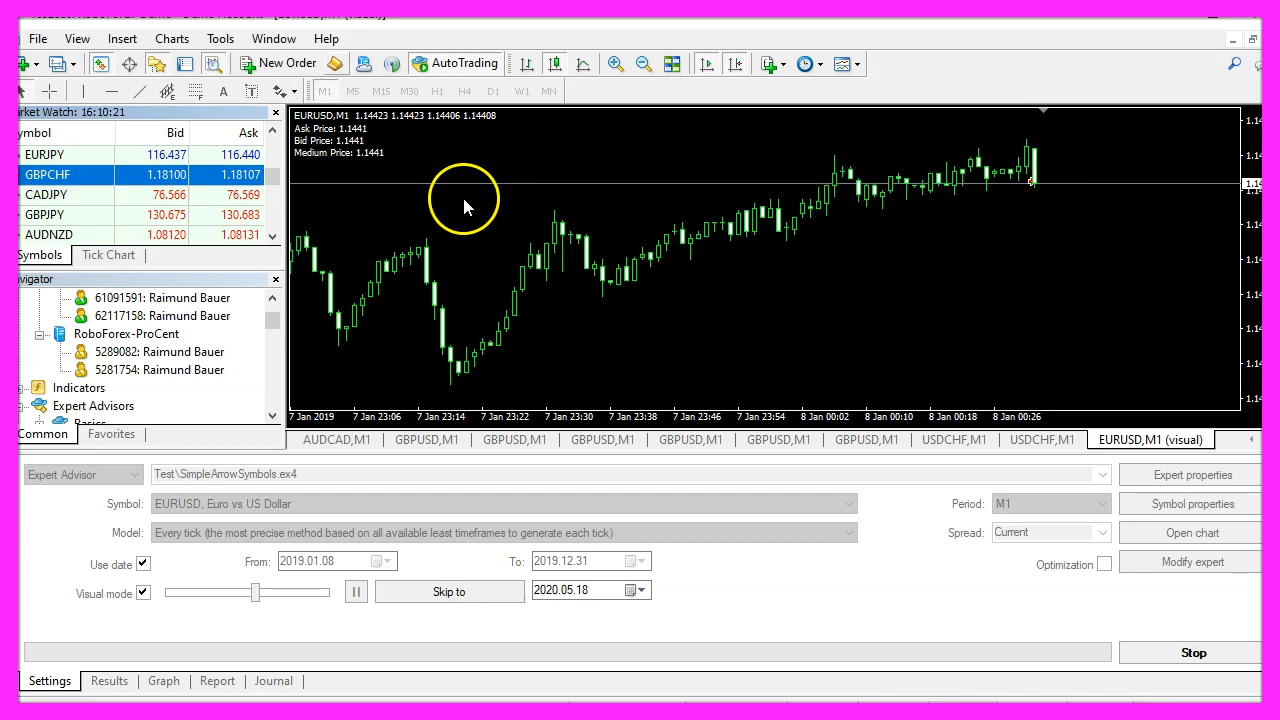 File View Insert Charts Tools Window Help
New Order AutoTrading
M1 M5 M15 M30 H1 H4 D1 W1 MN
arket Watch: 16:10:21
ymbol Bid Ask
EURJPY 116.437 116.440
GBPCHF 1.18100 1.18107
CADJPY 76.566 76.569
GBPJPY 130.675 130.683
AUDNZD 1.08120 1.08131
Symbols Tick Chart
avigator
61091591: Raimund Bauer
62117158: Raimund Bauer
RoboForex-ProCent
5289082: Raimund Bauer
5281754: Raimund Bauer
Indicators
Expert Advisors
Common Favorites
EURUSD,M1 1.14423 1.14423 1.14406 1.14408
Ask Price: 1.1441
Bid Price: 1.1441
Medium Price: 1.1441
7 Jan 2019 7 Jan 23:06 7 Jan 23:14 7 Jan 23:22 7 Jan 23:30 7 Jan 23:38 7 Jan 23:46 7 Jan 23:54 8 Jan 00:02 8 Jan 00:10 8 Jan 00:18 8 Jan 00:26
AUDCAD,M1 GBPUSD,M1 GBPUSD,M1 GBPUSD,M1 GBPUSD,M1 GBPUSD,M1 GBPUSD,M1 USDCHF,M1 USDCHF,M1 EURUSD,M1 (visual)
Expert Advisor Test\SimpleArrowSymbols.ex4 Expert properties
Symbol: EURUSD, Euro vs US Dollar Period: M1 Symbol properties
Model: Every tick (the most precise method based on all available least timeframes to generate each tick) Spread: Current Open chart
Use date From: 2019.01.08 To: 2019.12.31 Optimization Modify expert
Visual mode Skip to 2020.05.18
Stop
Settings Results Graph Report Journal